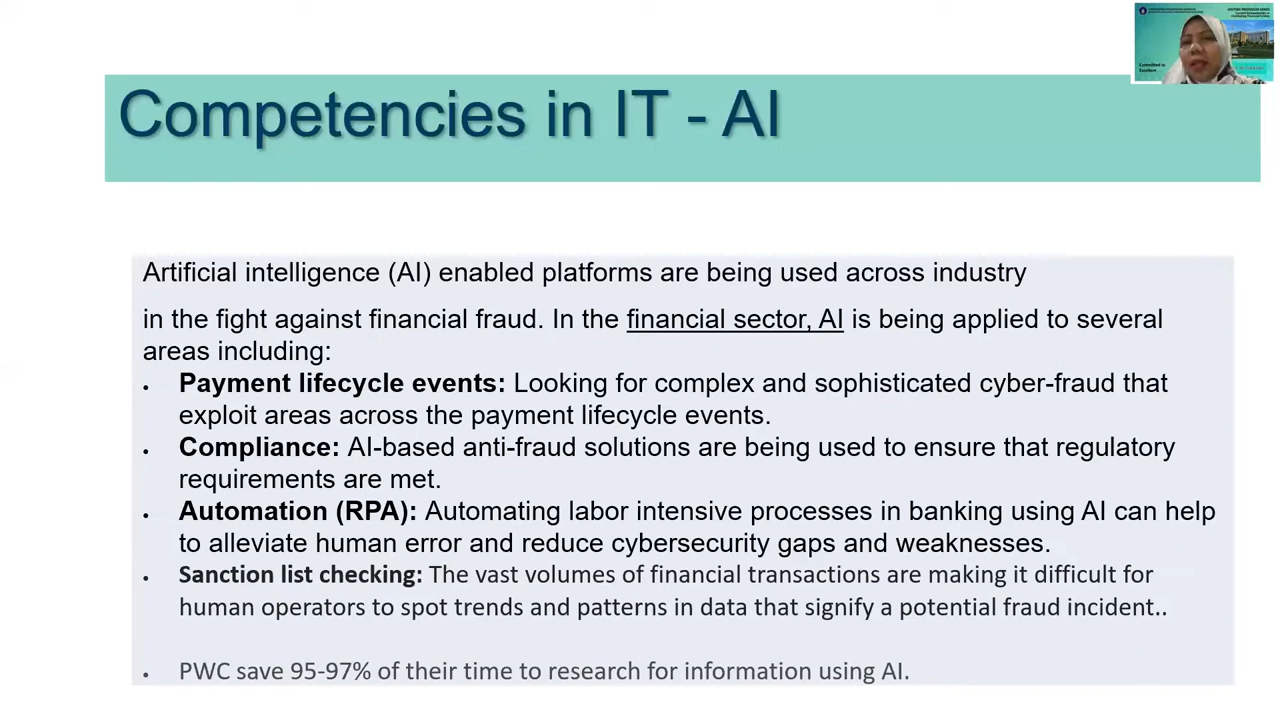 Competencies in IT - AI
Artificial intelligence (AI) enabled platforms are being used across industry
in the fight against financial fraud. In the financial sector, AI is being applied to several
areas including:
• Payment lifecycle events: Looking for complex and sophisticated cyber-fraud that
exploit areas across the payment lifecycle events.
• Compliance: AI-based anti-fraud solutions are being used to ensure that regulatory
requirements are met.
• Automation (RPA): Automating labor intensive processes in banking using AI can help
to alleviate human error and reduce cybersecurity gaps and weaknesses.
• Sanction list checking: The vast volumes of financial transactions are making it difficult for
human operators to spot trends and patterns in data that signify a potential fraud incident..
• PWC save 95-97% of their time to research for information using AI.
Committed to
Excellent